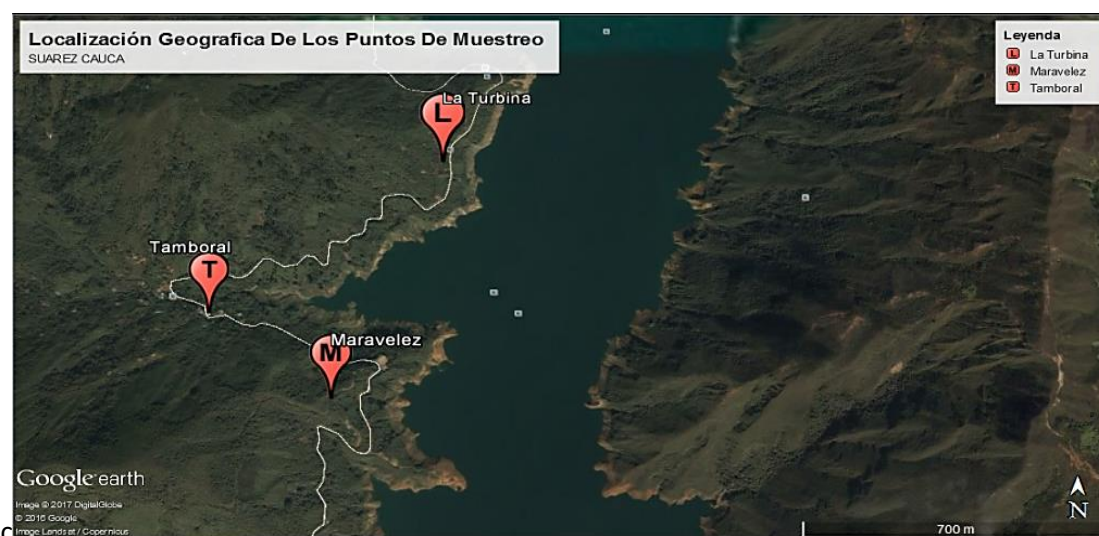 Localización Geografica De Los Puntos De Muestreo
SUAREZ CAUCA
Leyenda
L La Turbina
M Maravelez
T Tamboral
L
La Turbina
Tamboral
T
Maravelez
M
Google earth
Image © 2017 DigitalGlobe
© 2016 Google
Image Landsat / Copernicus
N
700 m
C